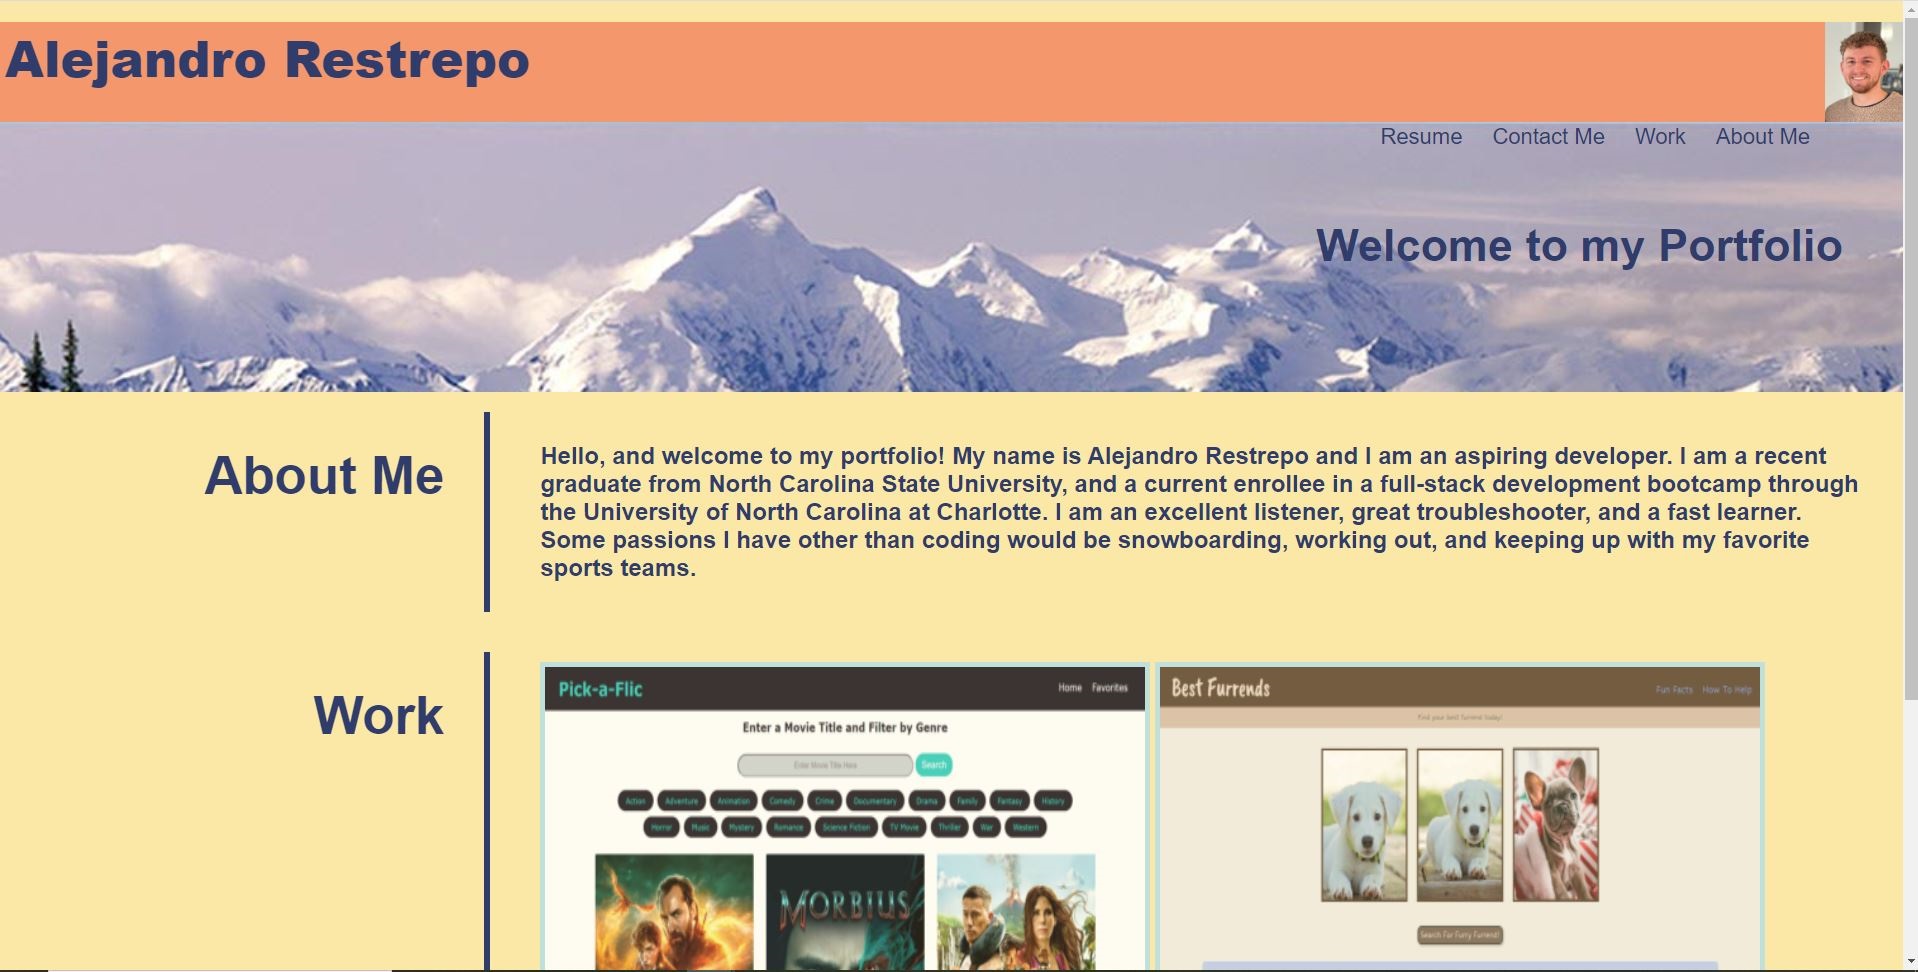 Alejandro Restrepo
Resume Contact Me Work About Me
Welcome to my Portfolio
About Me
Hello, and welcome to my portfolio! My name is Alejandro Restrepo and I am an aspiring developer. I am a recent
graduate from North Carolina State University, and a current enrollee in a full-stack development bootcamp through
the University of North Carolina at Charlotte. I am an excellent listener, great troubleshooter, and a fast learner.
Some passions I have other than coding would be snowboarding, working out, and keeping up with my favorite
sports teams.
Work
Pick-a-Flic
Home Favorites
Enter a Movie Title and Filter by Genre
Enter Movie Title Here
Search
Action Adventure Animation Comedy Crime Documentary Drama Family Fantasy History
Horror Music Mystery Romance Science Fiction TV Movie Thriller War Western
MORBIUS
Best Furrends
Fun Facts How To Help
Find your best furrend today!
Search For Furry Furrend!